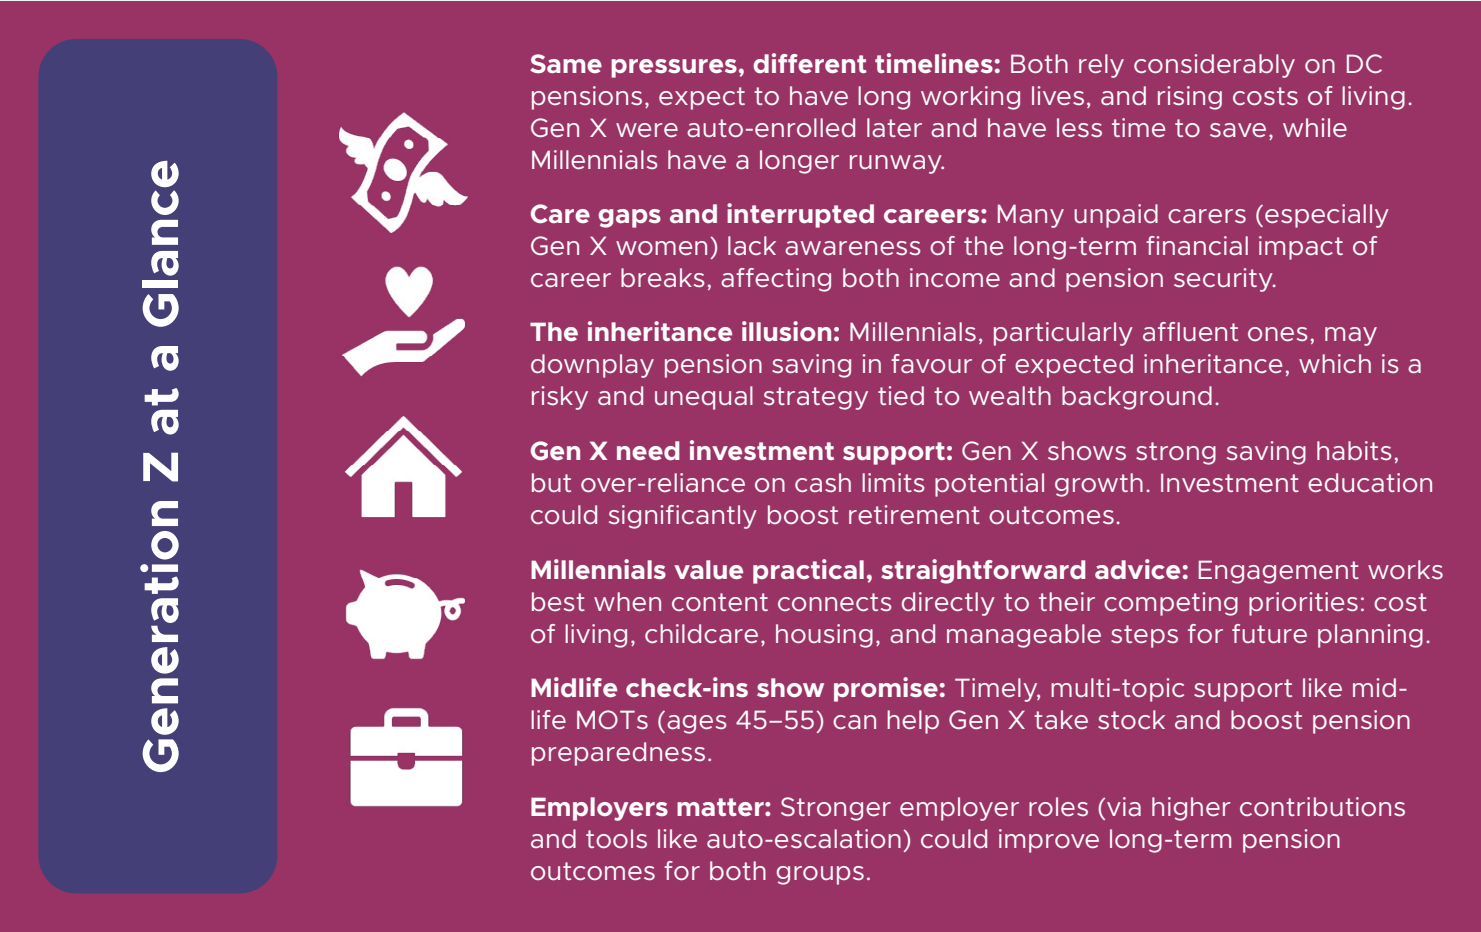 Generation Z at a Glance
Same pressures, different timelines: Both rely considerably on DC
pensions, expect to have long working lives, and rising costs of living.
Gen X were auto-enrolled later and have less time to save, while
Millennials have a longer runway.
Care gaps and interrupted careers: Many unpaid carers (especially
Gen X women) lack awareness of the long-term financial impact of
career breaks, affecting both income and pension security.
The inheritance illusion: Millennials, particularly affluent ones, may
downplay pension saving in favour of expected inheritance, which is a
risky and unequal strategy tied to wealth background.
Gen X need investment support: Gen X shows strong saving habits,
but over-reliance on cash limits potential growth. Investment education
could significantly boost retirement outcomes.
Millennials value practical, straightforward advice: Engagement works
best when content connects directly to their competing priorities: cost
of living, childcare, housing, and manageable steps for future planning.
Midlife check-ins show promise: Timely, multi-topic support like mid-
life MOTs (ages 45–55) can help Gen X take stock and boost pension
preparedness.
Employers matter: Stronger employer roles (via higher contributions
and tools like auto-escalation) could improve long-term pension
outcomes for both groups.